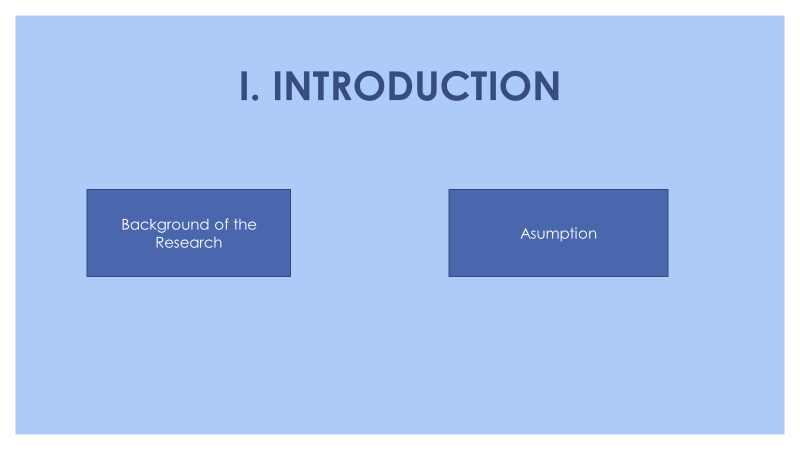 I. INTRODUCTION
Background of the
Research
Asumption